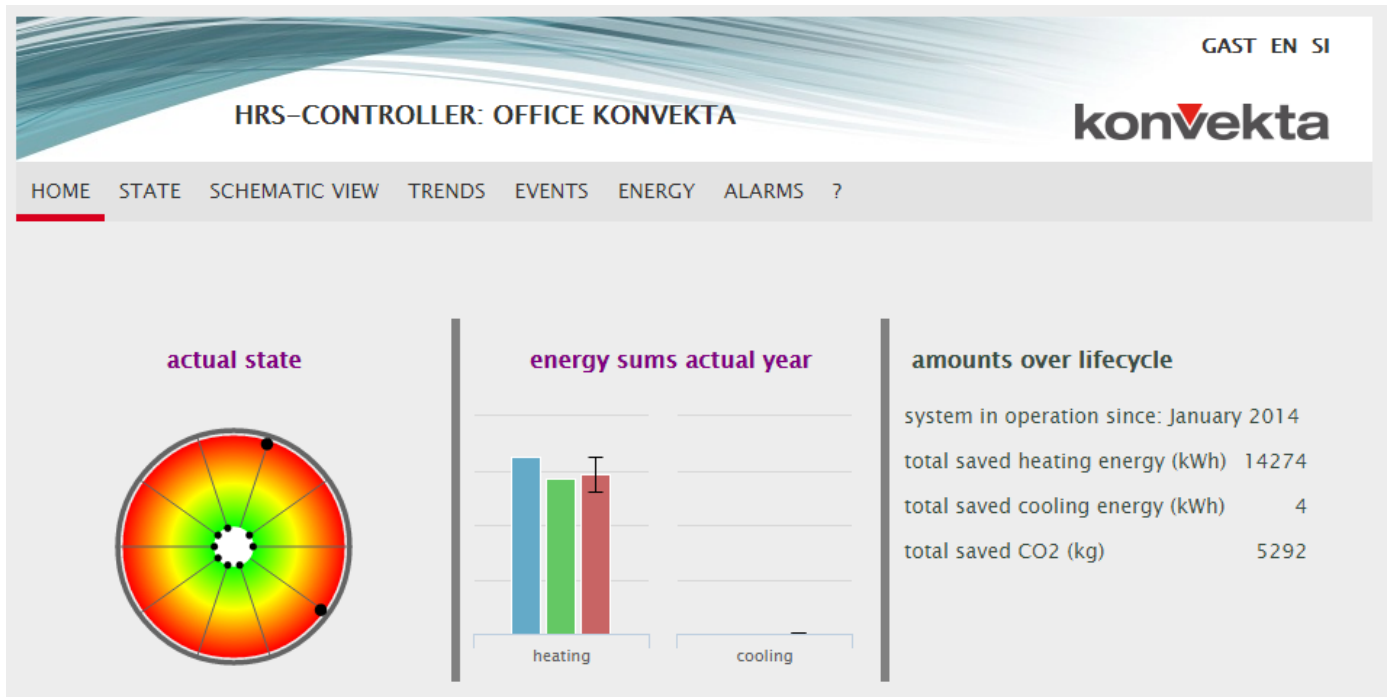 GAST EN SI
HRS-CONTROLLER: OFFICE KONVEKTA
konvekta
HOME STATE SCHEMATIC VIEW TRENDS EVENTS ENERGY ALARMS ?
actual state
energy sums actual year
heating
cooling
amounts over lifecycle
system in operation since: January 2014
total saved heating energy (kWh) 14274
total saved cooling energy (kWh) 4
total saved CO2 (kg) 5292